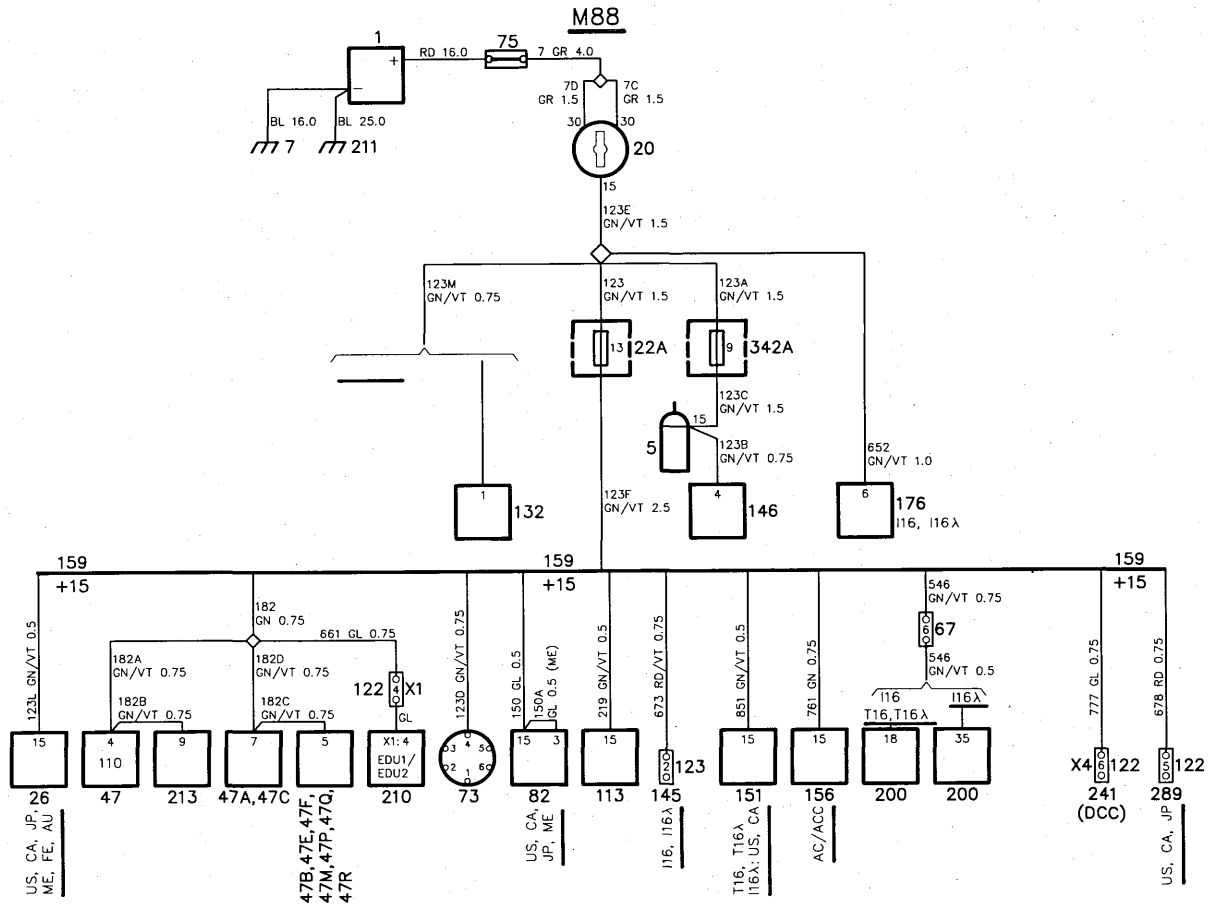 M88
1
75
RD 16.0
7 GR 4.0
+
−
7D
GR 1.5
7C
GR 1.5
BL 16.0
BL 25.0
7
211
30
30
20
15
123E
GN/VT 1.5
123M
GN/VT 0.75
123
GN/VT 1.5
123A
GN/VT 1.5
13
22A
9
342A
123C
GN/VT 1.5
15
5
123B
GN/VT 0.75
652
GN/VT 1.0
1
132
123F
GN/VT 2.5
4
146
6
176
I16, I16λ
159
+15
159
+15
159
+15
123L GN/VT 0.5
182
GN 0.75
661 GL 0.75
182A
GN/VT 0.75
182D
GN/VT 0.75
182B
GN/VT 0.75
182C
GN/VT 0.75
122
4
X1
GL
123D GN/VT 0.75
150 GL 0.5
150A
GL 0.5 (ME)
219 GN/VT 0.5
673 RD/VT 0.75
851 GN/VT 0.5
761 GN 0.75
546
GN/VT 0.75
6
67
546
GN/VT 0.5
I16
T16,T16λ
I16λ
777 GL 0.75
678 RD 0.75
15
4
110
9
7
5
X1: 4
EDU1/
EDU2
3
4
5
2
1
6
15
3
15
2
123
15
15
18
35
X4
6
122
5
122
26
47
213
47A,47C
47B,47E,47F,
47M,47P,47Q,
47R
210
73
82
113
145
151
156
200
200
241
(DCC)
289
US, CA, JP,
ME, FE, AU
US, CA,
JP, ME
I16, I16λ
T16, T16λ
I16λ: US, CA
AC/ACC
US, CA, JP